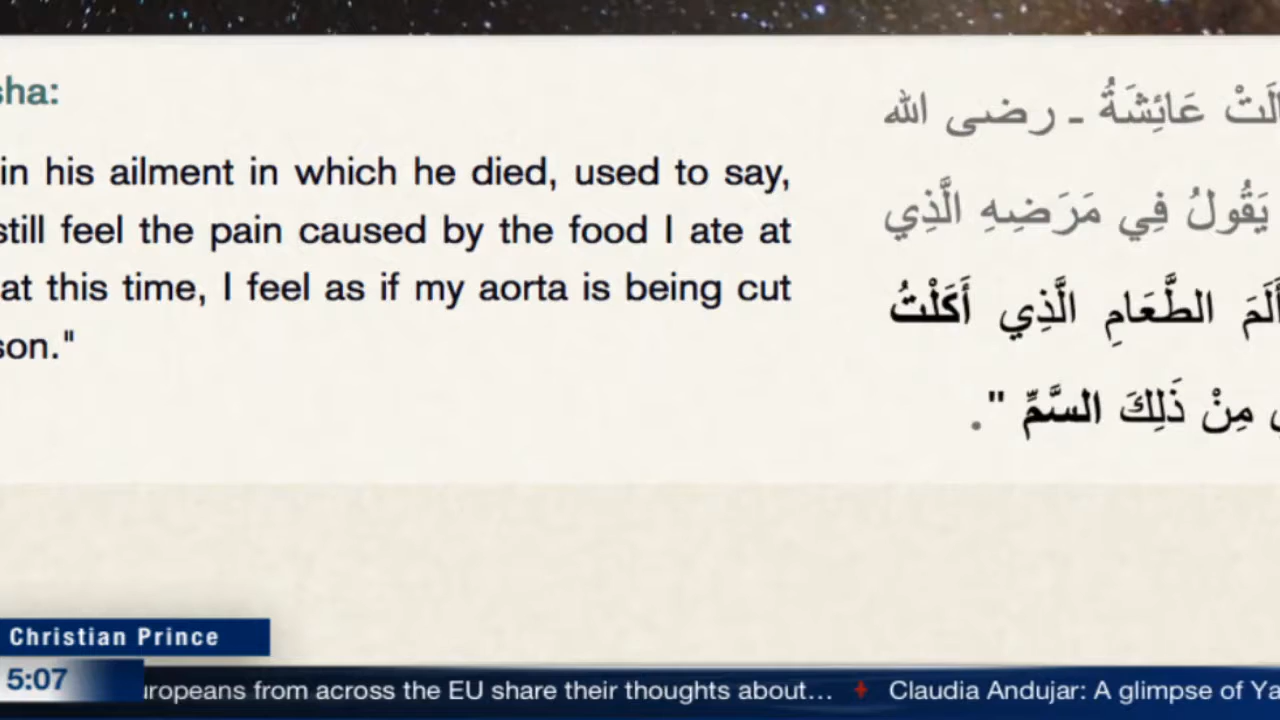 sha:
in his ailment in which he died, used to say,
still feel the pain caused by the food I ate at
at this time, I feel as if my aorta is being cut
son."
الَتْ عَائِشَةُ ـ رضى الله
يَقُولُ فِي مَرَضِهِ الَّذِي
أَلَمَ الطَّعَامِ الَّذِي أَكَلْتُ
مِنْ ذَلِكَ السَّمِّ " .
Christian Prince
5:07
uropeans from across the EU share their thoughts about... Claudia Andujar: A glimpse of Ya